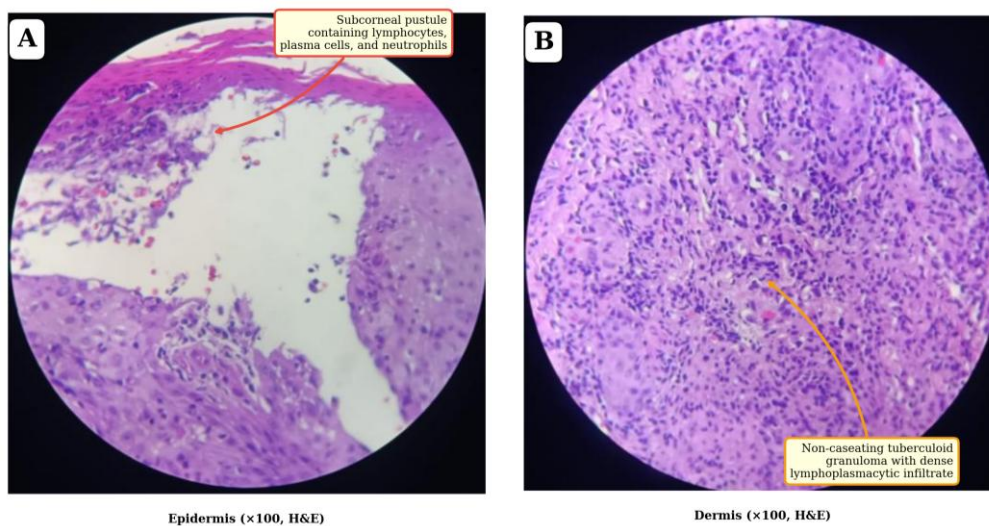 A
Subcorneal pustule
containing lymphocytes,
plasma cells, and neutrophils
B
Non-caseating tuberculoid
granuloma with dense
lymphoplasmacytic infiltrate
Epidermis (×100, H&E)
Dermis (×100, H&E)